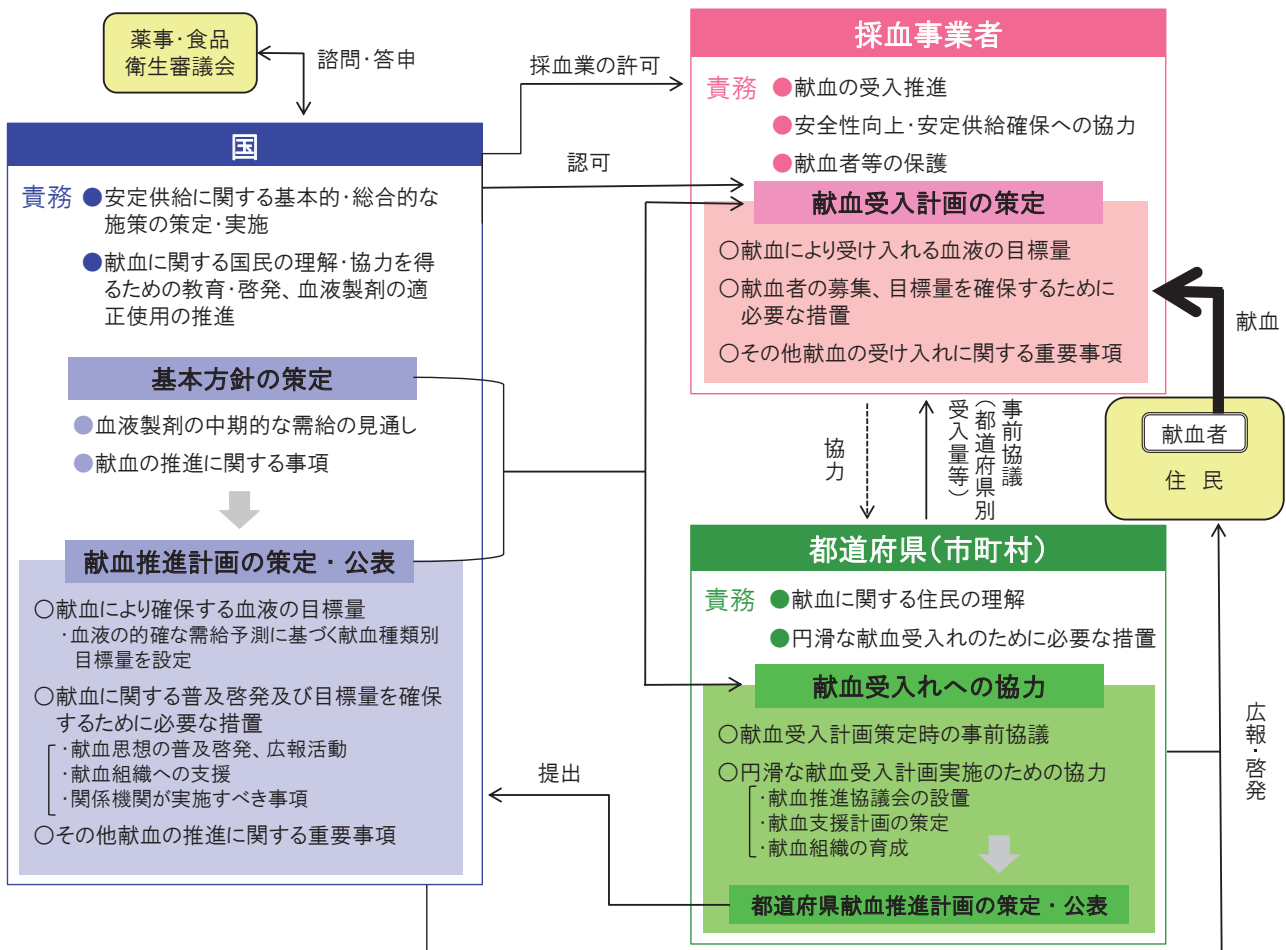 薬事・食品
衛生審議会
諮問・答申
国
責務
●安定供給に関する基本的・総合的な
施策の策定・実施
●献血に関する国民の理解・協力を得
るための教育・啓発、血液製剤の適
正使用の推進
基本方針の策定
●血液製剤の中期的な需給の見通し
●献血の推進に関する事項
献血推進計画の策定・公表
○献血により確保する血液の目標量
・血液の的確な需給予測に基づく献血種類別
目標量を設定
○献血に関する普及啓発及び目標量を確保
するために必要な措置
・献血思想の普及啓発、広報活動
・献血組織への支援
・関係機関が実施すべき事項
○その他献血の推進に関する重要事項
採血業の許可
認可
採血事業者
責務
●献血の受入推進
●安全性向上・安定供給確保への協力
●献血者等の保護
献血受入計画の策定
○献血により受け入れる血液の目標量
○献血者の募集、目標量を確保するために
必要な措置
○その他献血の受け入れに関する重要事項
献血
献血者
住 民
協力
事前協議
（都道府県別
受入量等）
都道府県（市町村）
責務
●献血に関する住民の理解
●円滑な献血受入れのために必要な措置
献血受入れへの協力
○献血受入計画策定時の事前協議
○円滑な献血受入計画実施のための協力
・献血推進協議会の設置
・献血支援計画の策定
・献血組織の育成
都道府県献血推進計画の策定・公表
提出
広報・啓発